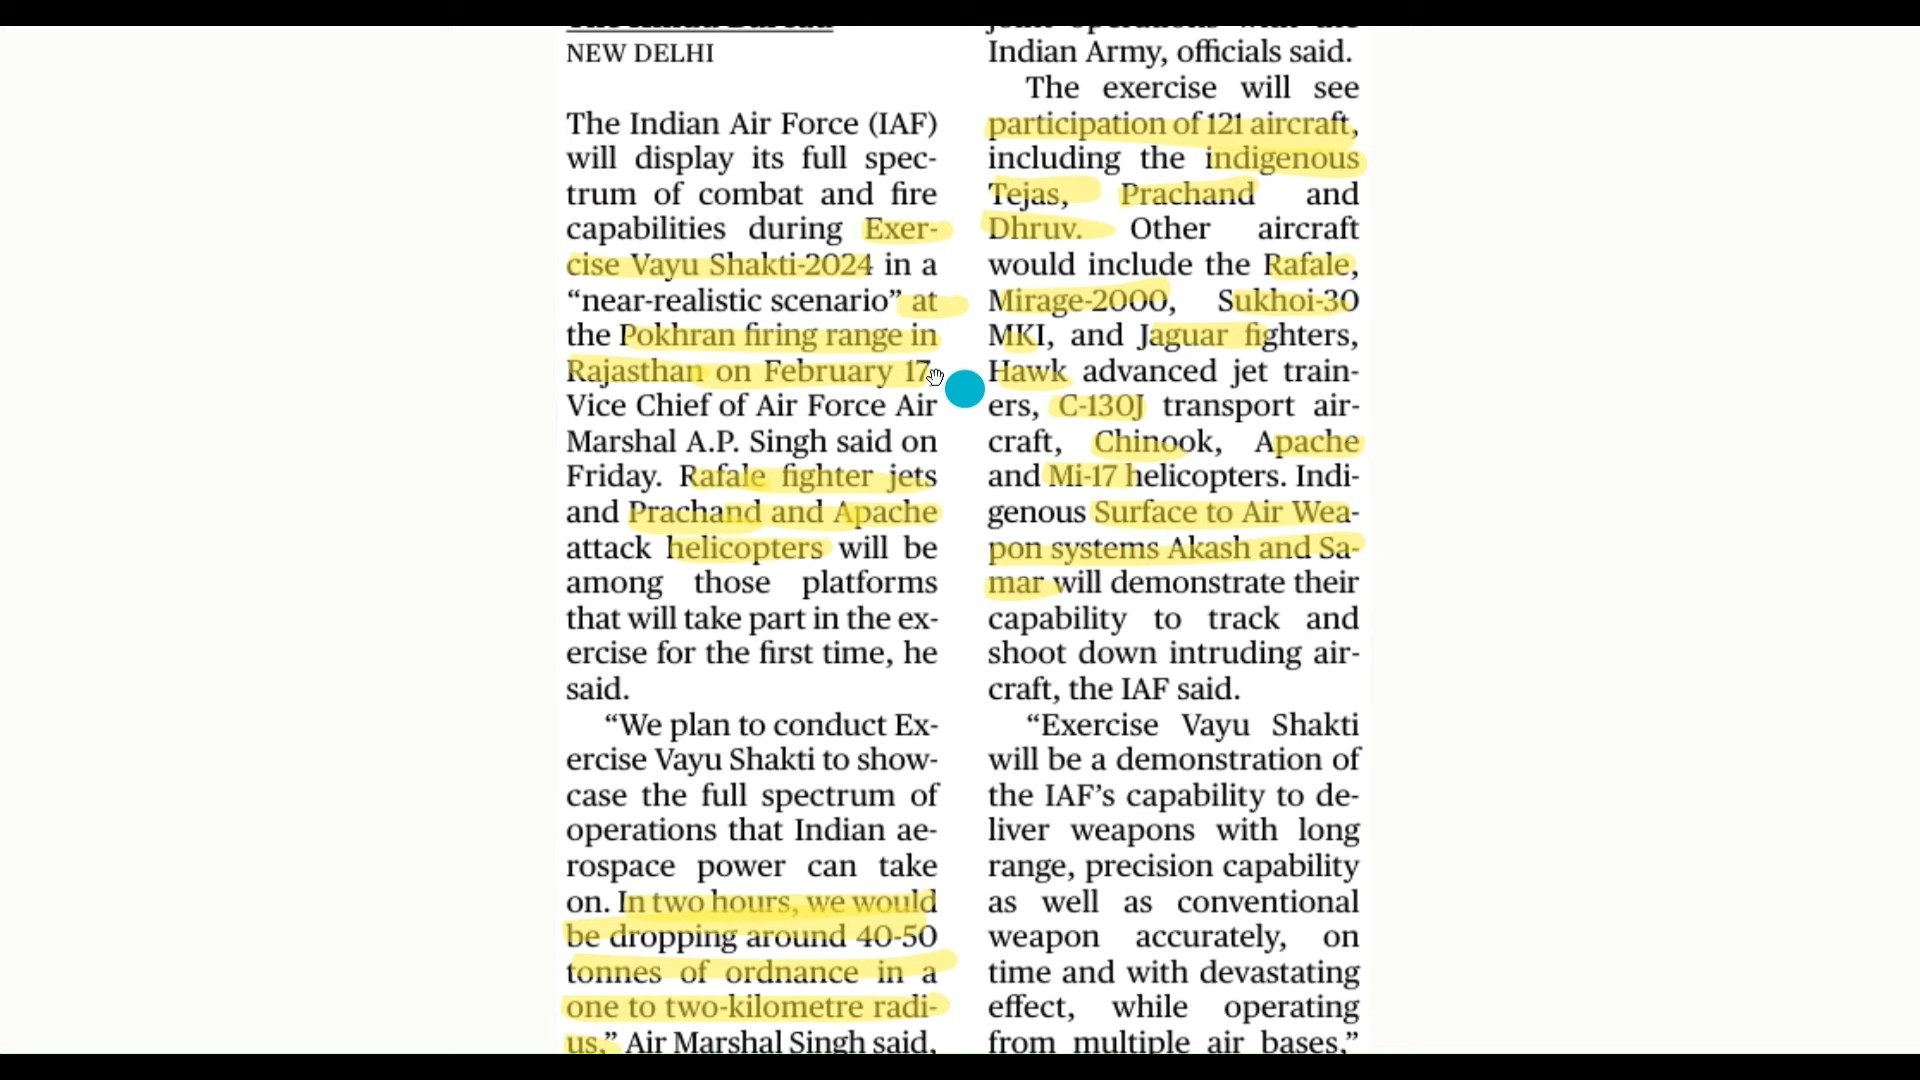 The Hindu Bureau
NEW DELHI
The Indian Air Force (IAF)
will display its full spec-
trum of combat and fire
capabilities during Exer-
cise Vayu Shakti-2024 in a
“near-realistic scenario” at
the Pokhran firing range in
Rajasthan on February 17,
Vice Chief of Air Force Air
Marshal A.P. Singh said on
Friday. Rafale fighter jets
and Prachand and Apache
attack helicopters will be
among those platforms
that will take part in the ex-
ercise for the first time, he
said.
“We plan to conduct Ex-
ercise Vayu Shakti to show-
case the full spectrum of
operations that Indian ae-
rospace power can take
on. In two hours, we would
be dropping around 40-50
tonnes of ordnance in a
one to two-kilometre radi-
us,” Air Marshal Singh said,
joint operations with the
Indian Army, officials said.
The exercise will see
participation of 121 aircraft,
including the indigenous
Tejas, Prachand and
Dhruv. Other aircraft
would include the Rafale,
Mirage-2000, Sukhoi-30
MKI, and Jaguar fighters,
Hawk advanced jet train-
ers, C-130J transport air-
craft, Chinook, Apache
and Mi-17 helicopters. Indi-
genous Surface to Air Wea-
pon systems Akash and Sa-
mar will demonstrate their
capability to track and
shoot down intruding air-
craft, the IAF said.
“Exercise Vayu Shakti
will be a demonstration of
the IAF’s capability to de-
liver weapons with long
range, precision capability
as well as conventional
weapon accurately, on
time and with devastating
effect, while operating
from multiple air bases,”